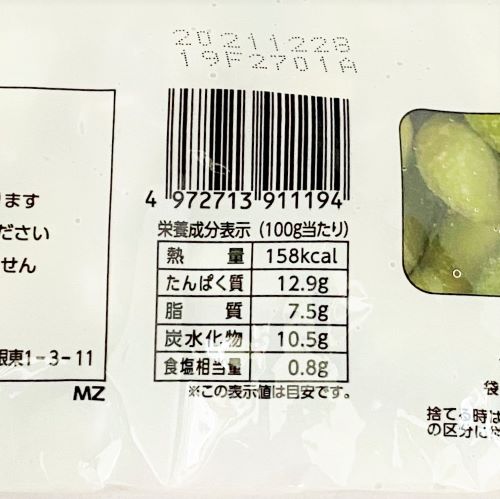 20211228
19F2701A
4 972713 911194
栄養成分表示 (100g当たり)
熱 量 158kcal
たんぱく質 12.9g
脂 質 7.5g
炭水化物 10.5g
食塩相当量 0.8g
※この表示値は目安です。
ります
ださい
せん
東1-3-11
MZ
袋
捨てる時は
の区分に